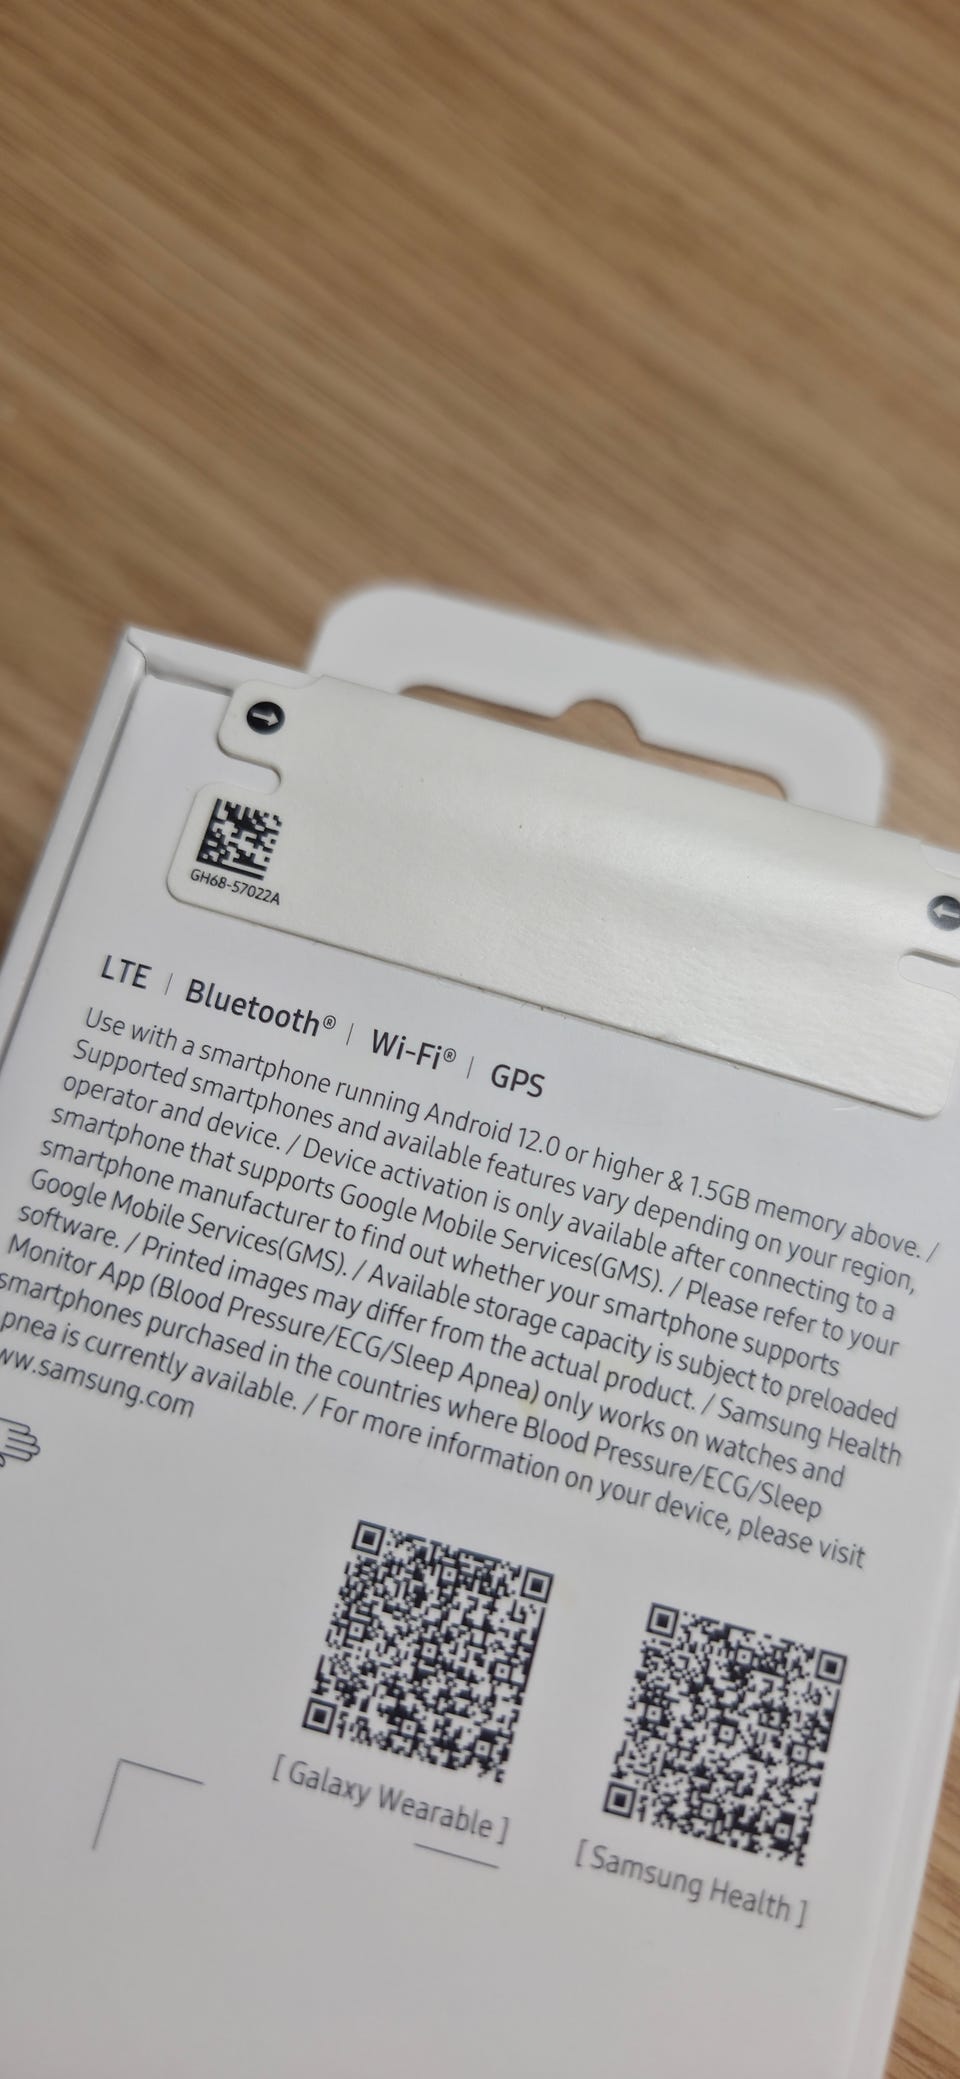 GH68-57022A
LTE | Bluetooth® | Wi-Fi® | GPS
Use with a smartphone running Android 12.0 or higher & 1.5GB memory above. /
Supported smartphones and available features vary depending on your region,
operator and device. / Device activation is only available after connecting to a
smartphone that supports Google Mobile Services(GMS). / Please refer to your
smartphone manufacturer to find out whether your smartphone supports
Google Mobile Services(GMS). / Available storage capacity is subject to preloaded
software. / Printed images may differ from the actual product. / Samsung Health
Monitor App (Blood Pressure/ECG/Sleep Apnea) only works on watches and
smartphones purchased in the countries where Blood Pressure/ECG/Sleep
pnea is currently available. / For more information on your device, please visit
ww.samsung.com
[ Galaxy Wearable ]
[ Samsung Health ]